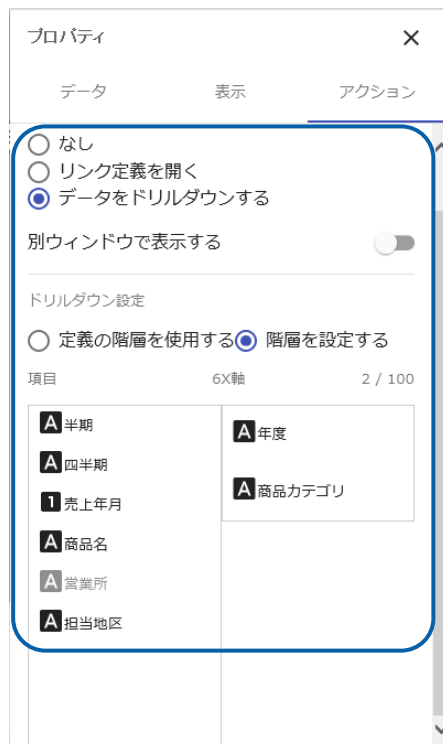 プロパティ
データ 表示 アクション
なし
リンク定義を開く
データをドリルダウンする
別ウィンドウで表示する
ドリルダウン設定
定義の階層を使用する 階層を設定する
項目 6X軸 2 / 100
A 半期
A 四半期
1 売上年月
A 商品名
A 営業所
A 担当地区
A 年度
A 商品カテゴリ